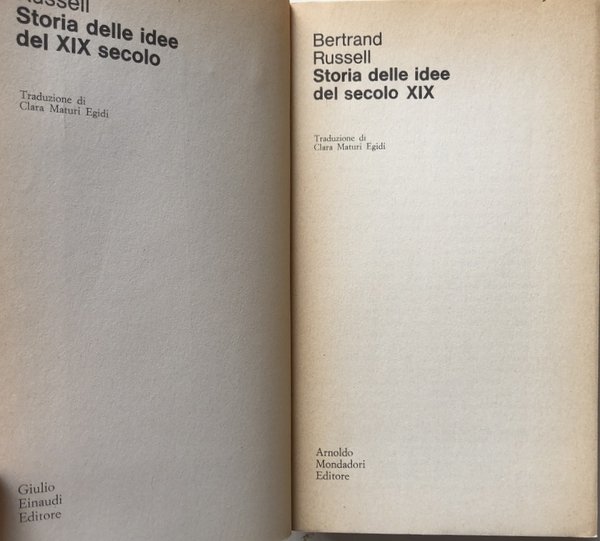 Russell
Storia delle idee
del XIX secolo
Traduzione di
Clara Maturi Egidi
Giulio
Einaudi
Editore
Bertrand
Russell
Storia delle idee
del secolo XIX
Traduzione di
Clara Maturi Egidi
Arnoldo
Mondadori
Editore